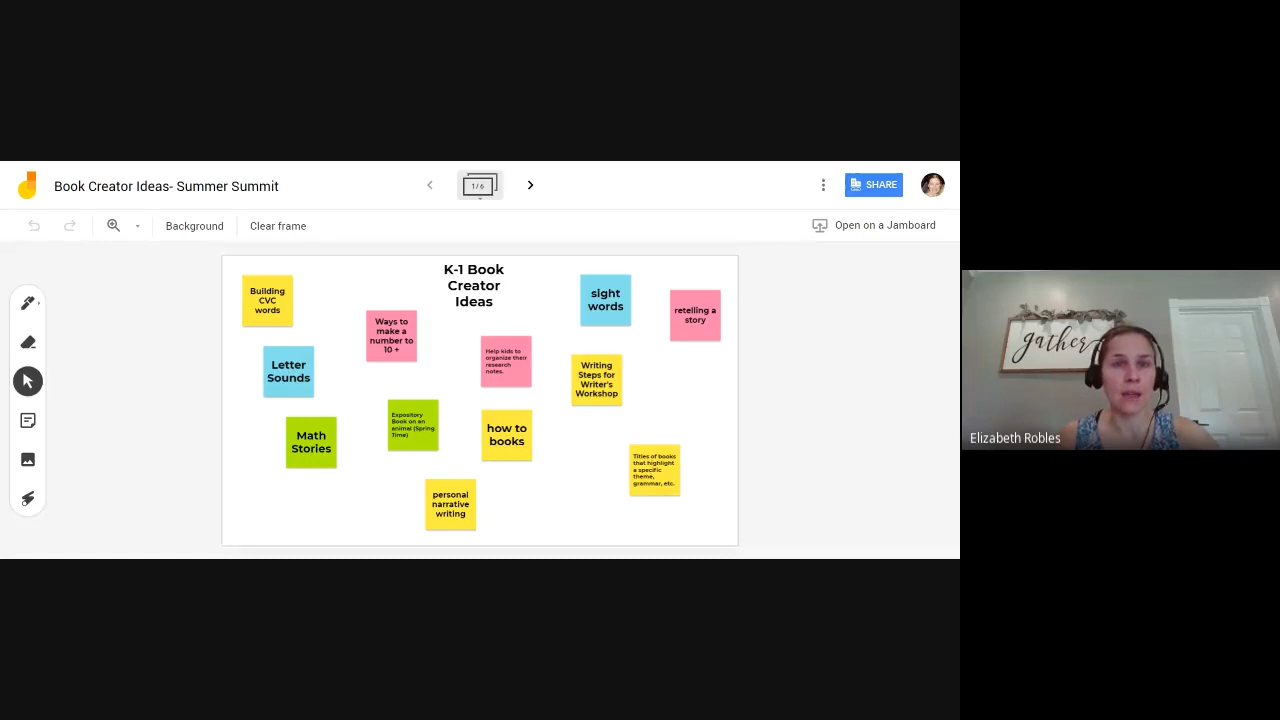 Book Creator Ideas- Summer Summit
1/6
SHARE
Background
Clear frame
Open on a Jamboard
K-1 Book
Creator
Ideas
Building
CVC
words
Ways to
make a
number to
10 +
sight
words
retelling a
story
Letter
Sounds
Help kids to
organize their
research
notes.
Writing
Steps for
Writer's
Workshop
Math
Stories
Expository
Book on an
animal (Spring
Time)
how to
books
Titles of books
that highlight
a specific
theme,
grammar, etc.
personal
narrative
writing
gather
Elizabeth Robles